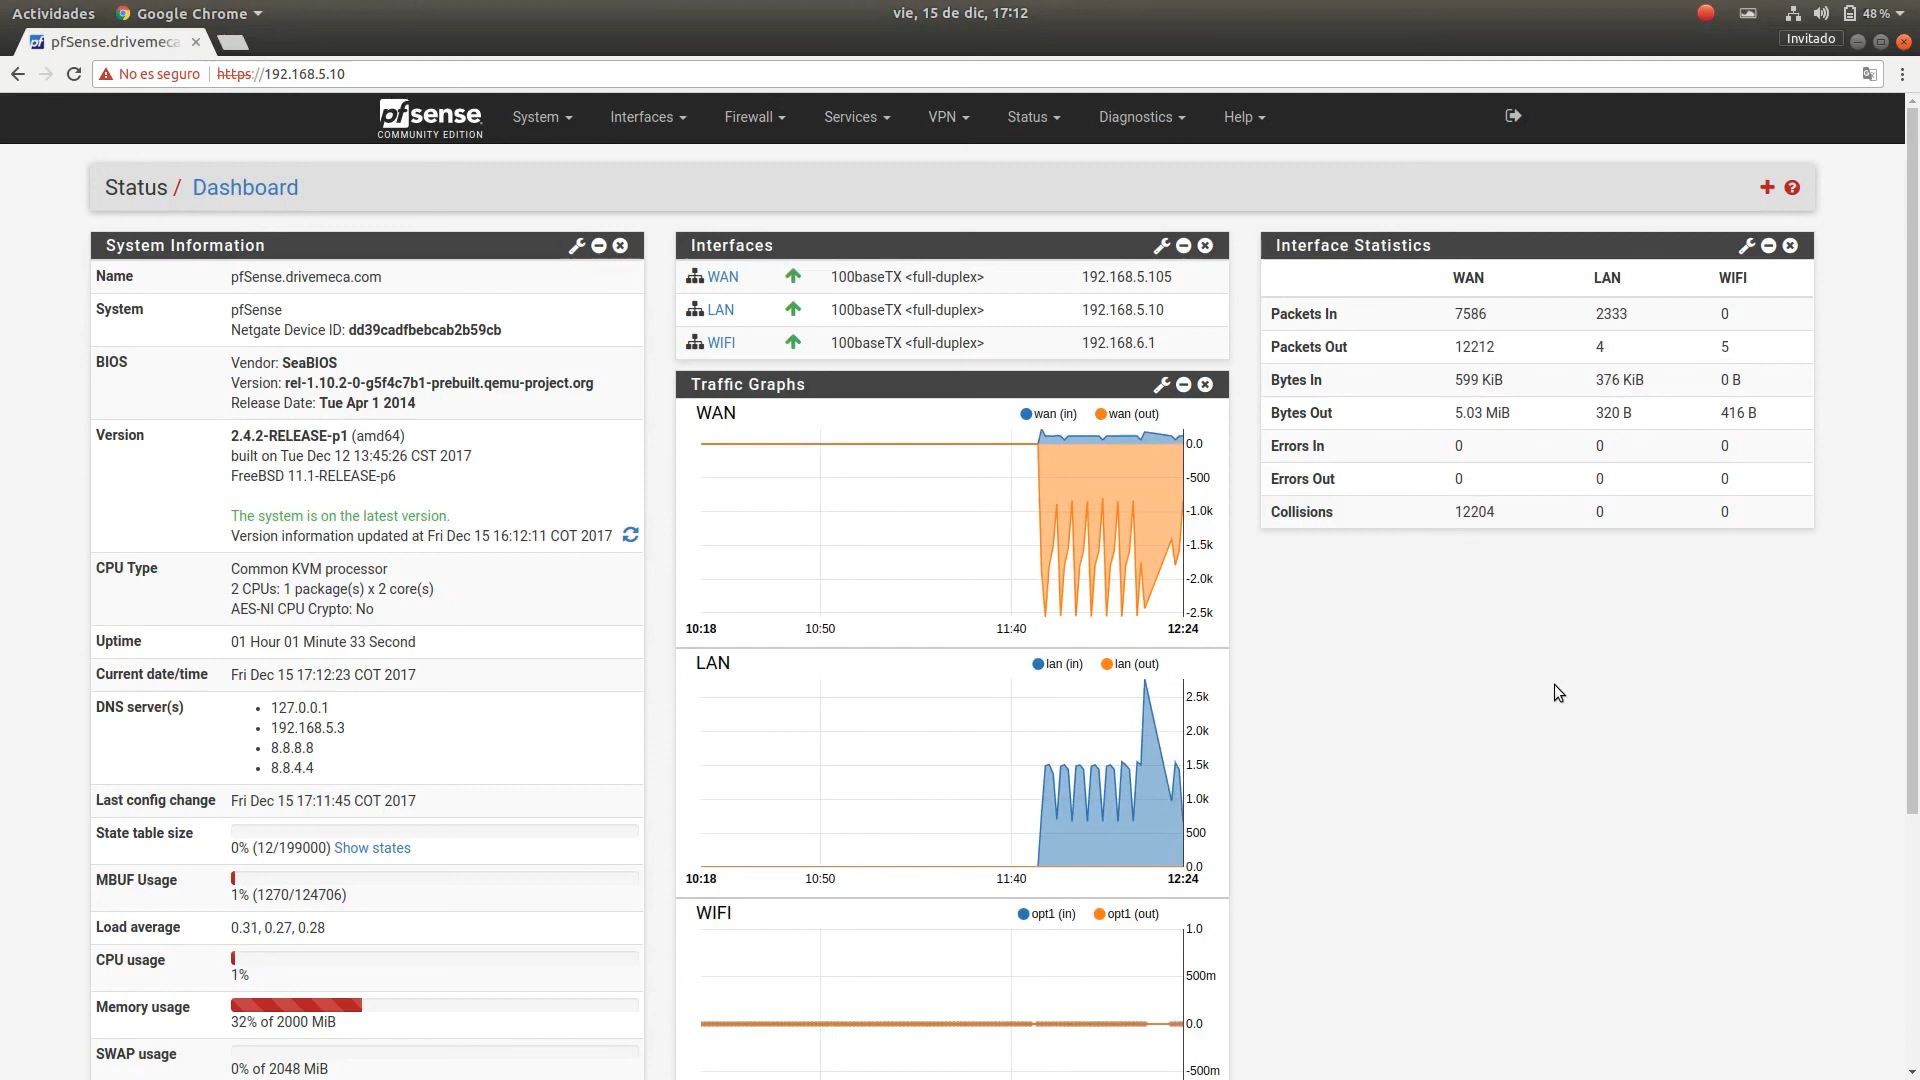 Actividades Google Chrome vie, 15 de dic, 17:12 48 %
pfSense.drivemeca Invitado
No es seguro https://192.168.5.10
pfsense COMMUNITY EDITION System Interfaces Firewall Services VPN Status Diagnostics Help
Status / Dashboard
System Information
Name pfSense.drivemeca.com
System pfSense
Netgate Device ID: dd39cadfbebcab2b59cb
BIOS Vendor: SeaBIOS
Version: rel-1.10.2-0-g5f4c7b1-prebuilt.qemu-project.org
Release Date: Tue Apr 1 2014
Version 2.4.2-RELEASE-p1 (amd64)
built on Tue Dec 12 13:45:26 CST 2017
FreeBSD 11.1-RELEASE-p6
The system is on the latest version.
Version information updated at Fri Dec 15 16:12:11 COT 2017
CPU Type Common KVM processor
2 CPUs: 1 package(s) x 2 core(s)
AES-NI CPU Crypto: No
Uptime 01 Hour 01 Minute 33 Second
Current date/time Fri Dec 15 17:12:23 COT 2017
DNS server(s) • 127.0.0.1
• 192.168.5.3
• 8.8.8.8
• 8.8.4.4
Last config change Fri Dec 15 17:11:45 COT 2017
State table size
0% (12/199000) Show states
MBUF Usage
1% (1270/124706)
Load average 0.31, 0.27, 0.28
CPU usage
1%
Memory usage
32% of 2000 MiB
SWAP usage
0% of 2048 MiB
Interfaces
WAN 100baseTX <full-duplex> 192.168.5.105
LAN 100baseTX <full-duplex> 192.168.5.10
WIFI 100baseTX <full-duplex> 192.168.6.1
Traffic Graphs
WAN wan (in) wan (out)
0.0
-500
-1.0k
-1.5k
-2.0k
-2.5k
10:18 10:50 11:40 12:24
LAN lan (in) lan (out)
2.5k
2.0k
1.5k
1.0k
500
0.0
10:18 10:50 11:40 12:24
WIFI opt1 (in) opt1 (out)
1.0
500m
0.0
-500m
Interface Statistics
WAN LAN WIFI
Packets In 7586 2333 0
Packets Out 12212 4 5
Bytes In 599 KiB 376 KiB 0 B
Bytes Out 5.03 MiB 320 B 416 B
Errors In 0 0 0
Errors Out 0 0 0
Collisions 12204 0 0